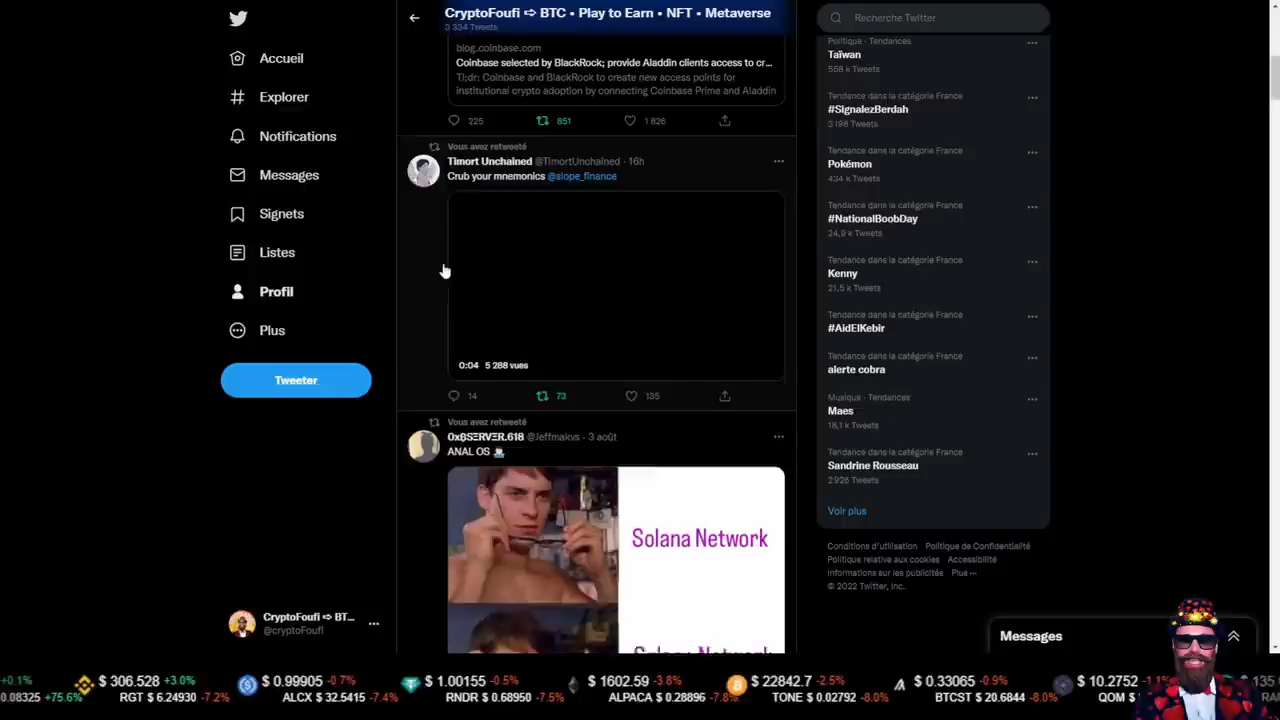 Accueil
Explorer
Notifications
Messages
Signets
Listes
Profil
Plus
Tweeter
CryptoFoufi ➪ BT...
@cryptoFoufi
CryptoFoufi ➪ BTC • Play to Earn • NFT • Metaverse
3 334 Tweets
blog.coinbase.com
Coinbase selected by BlackRock; provide Aladdin clients access to cr...
Tl;dr: Coinbase and BlackRock to create new access points for
institutional crypto adoption by connecting Coinbase Prime and Aladdin
225 851 1 826
Vous avez retweeté
Timort Unchained @TimortUnchained · 16h
Crub your mnemonics @slope_finance
0:04 5 288 vues
14 73 135
Vous avez retweeté
@Jeffmakvs · 3 août
ANAL OS
Solana Network
Recherche Twitter
Politique · Tendances
Taïwan
558 k Tweets
Tendance dans la catégorie France
#SignalezBerdah
3 198 Tweets
Tendance dans la catégorie France
Pokémon
434 k Tweets
Tendance dans la catégorie France
#NationalBoobDay
24,9 k Tweets
Tendance dans la catégorie France
Kenny
21,5 k Tweets
Tendance dans la catégorie France
#AidElKebir
Tendance dans la catégorie France
alerte cobra
Musique · Tendances
Maes
18,1 k Tweets
Tendance dans la catégorie France
Sandrine Rousseau
2 926 Tweets
Voir plus
Conditions d'utilisation Politique de Confidentialité
Politique relative aux cookies Accessibilité
Informations sur les publicités Plus ···
© 2022 Twitter, Inc.
Messages
+0.1% $ 306.528 +3.0% $ 0.99905 -0.7% $ 1.00155 -0.5% $ 1602.59 -3.8% $ 22842.7 -2.5% $ 0.33065 -0.9% $ 10.2752
0.08325 +75.6% RGT $ 6.24930 -7.2% ALCX $ 32.5415 -7.4% RNDR $ 0.68950 -7.5% ALPACA $ 0.28896 -7.8% TONE $ 0.02792 -8.0% BTCST $ 20.6844 -8.0% QOM $